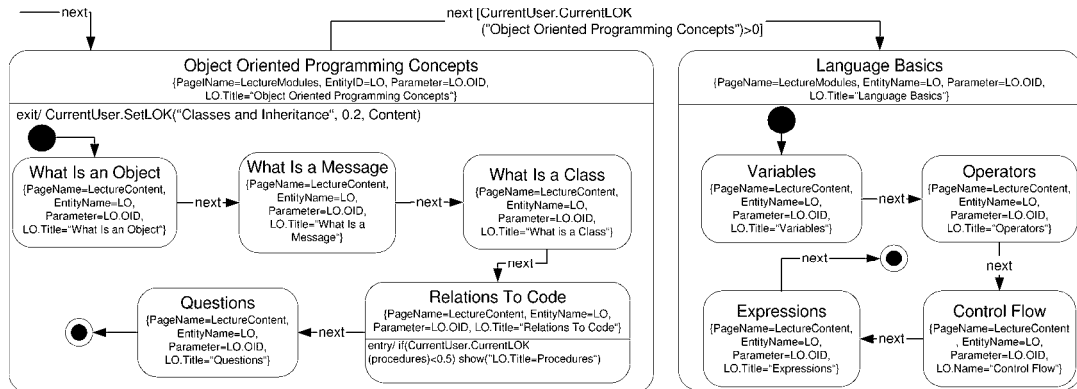 next
next [CurrentUser.CurrentLOK
("Object Oriented Programming Concepts")>0]
Object Oriented Programming Concepts
{PageName=LectureModules, EntityID=LO, Parameter=LO.OID,
LO.Title="Object Oriented Programming Concepts"}
exit/ CurrentUser.SetLOK("Classes and Inheritance", 0.2, Content)
What Is an Object
{PageName=LectureContent,
EntityName=LO,
Parameter=LO.OID,
LO.Title="What Is an Object"}
next
What Is a Message
{PageName=LectureContent,
EntityName=LO,
Parameter=LO.OID,
LO.Title="What Is a
Message"}
next
What Is a Class
{PageName=LectureContent,
EntityName=LO,
Parameter=LO.OID,
LO.Title="What is a Class"}
next
Relations To Code
{PageName=LectureContent, EntityName=LO,
Parameter=LO.OID, LO.Title="Relations To Code"}
entry/ if(CurrentUser.CurrentLOK
(procedures)<0.5) show("LO.Title=Procedures")
next
Questions
{PageName=LectureContent,
EntityName=LO,
Parameter=LO.OID,
LO.Title="Questions"}
Language Basics
{PageName=LectureModules, EntityName=LO, Parameter=LO.OID,
LO.Title="Language Basics"}
Variables
{PageName=LectureContent,
EntityName=LO,
Parameter=LO.OID,
LO.Title="Variables"}
next
Operators
{PageName=LectureContent,
EntityName=LO,
Parameter=LO.OID,
LO.Title="Operators"}
next
Control Flow
{PageName=LectureContent
, EntityName=LO,
Parameter=LO.OID,
LO.Name="Control Flow"}
next
Expressions
{PageName=LectureContent,
EntityName=LO,
Parameter=LO.OID,
LO.Title="Expressions"}
next